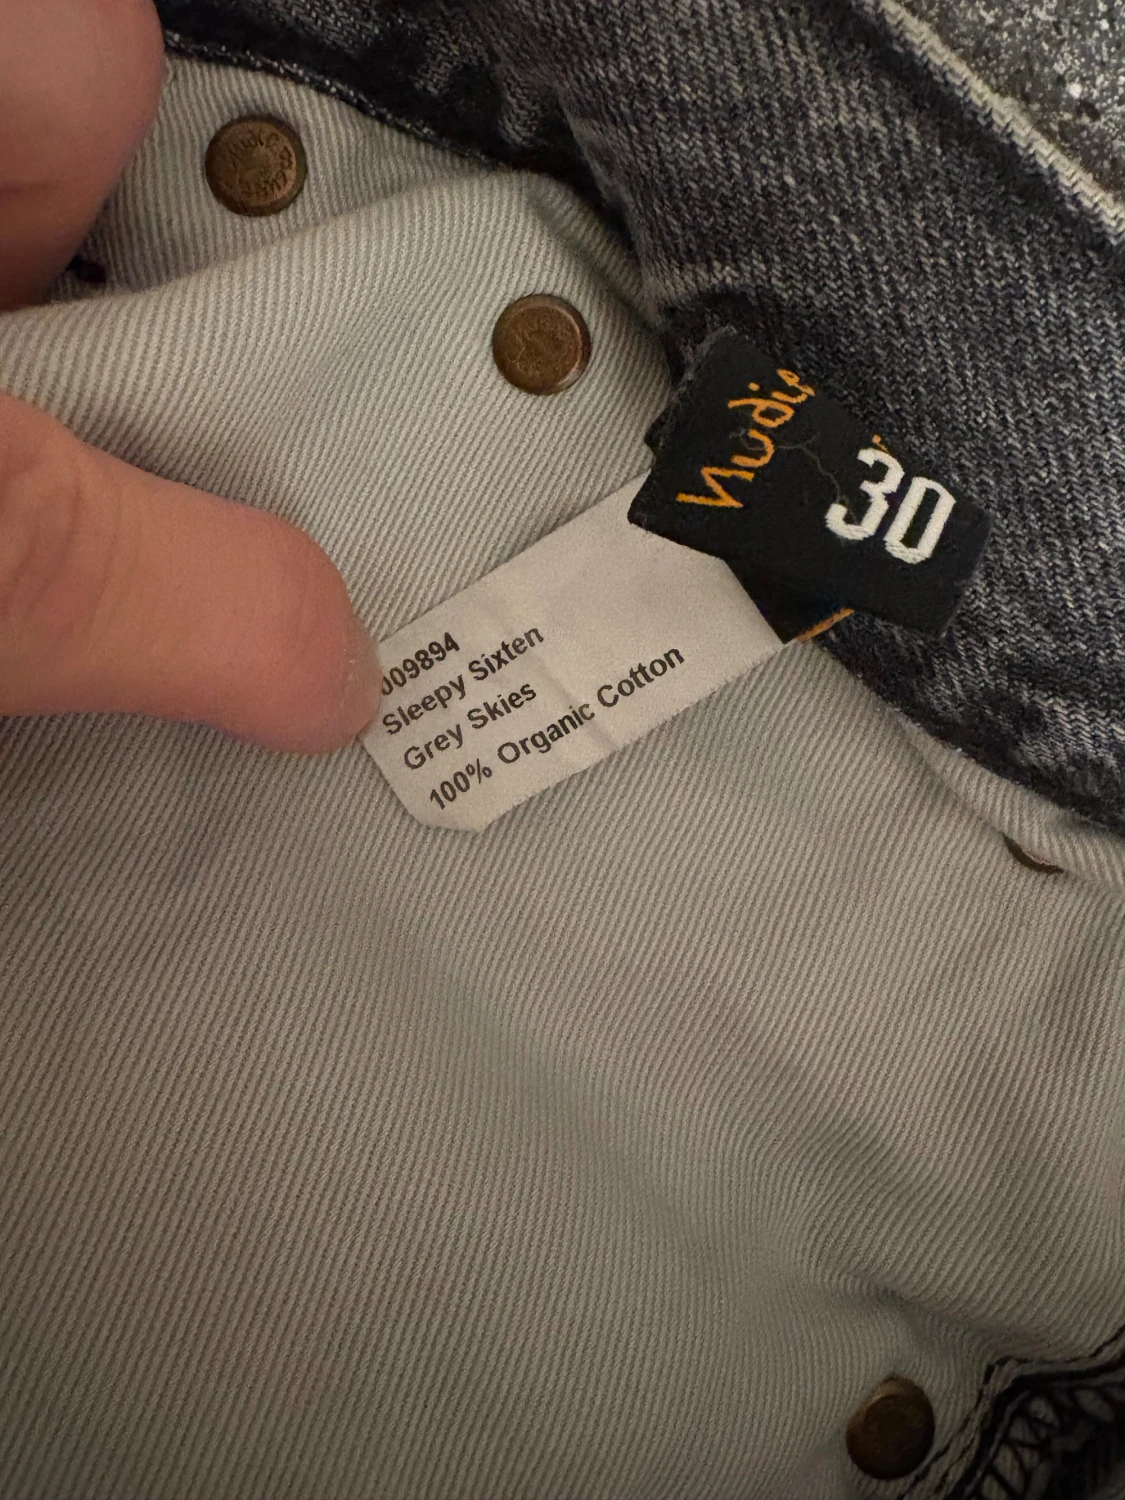 Nudie
30
009894
Sleepy Sixten
Grey Skies
100% Organic Cotton